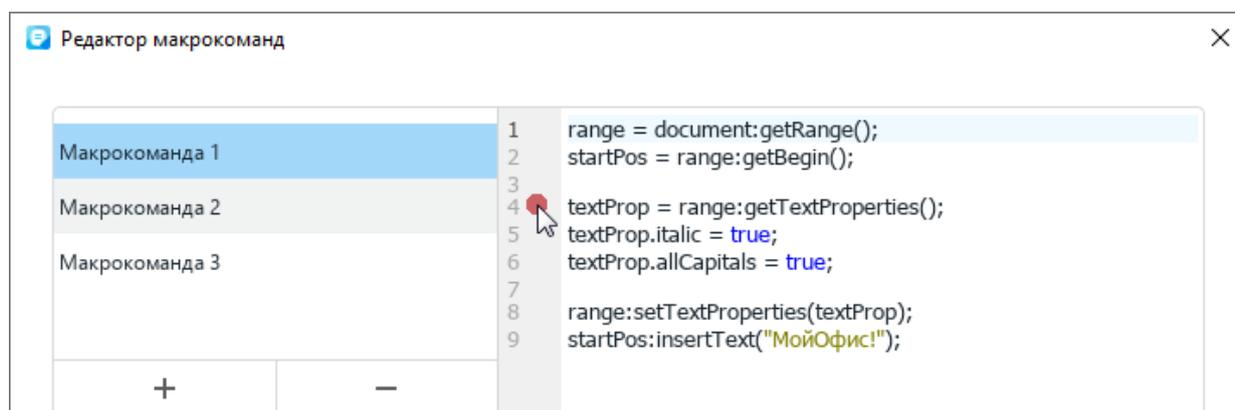 Редактор макрокоманд
Макрокоманда 1
Макрокоманда 2
Макрокоманда 3
1 range = document:getRange();
2 startPos = range:getBegin();
3
4 textProp = range:getTextProperties();
5 textProp.italic = true;
6 textProp.allCapitals = true;
7
8 range:setTextProperties(textProp);
9 startPos:insertText("МойОфис!");
+ −